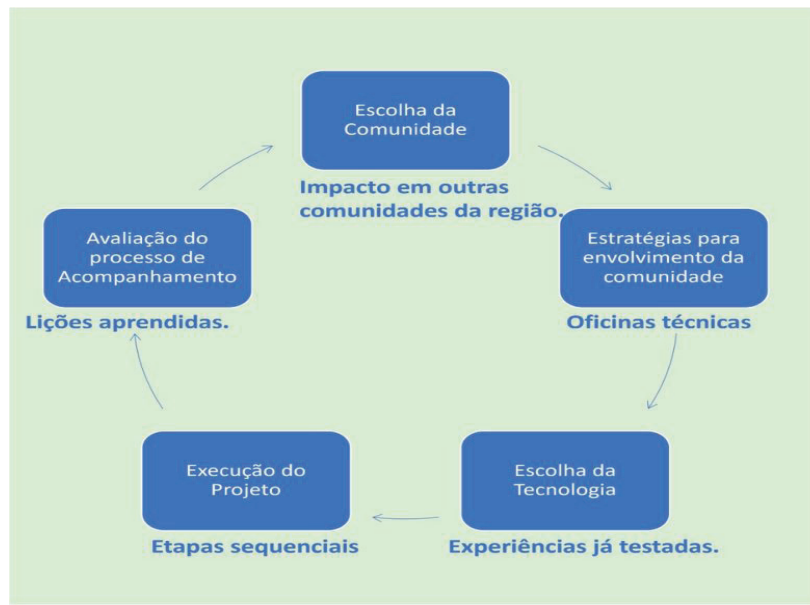 Escolha da
Comunidade
Impacto em outras
comunidades da região.
Estratégias para
envolvimento da
comunidade
Oficinas técnicas
Escolha da
Tecnologia
Experiências já testadas.
Execução do
Projeto
Etapas sequenciais
Avaliação do
processo de
Acompanhamento
Lições aprendidas.